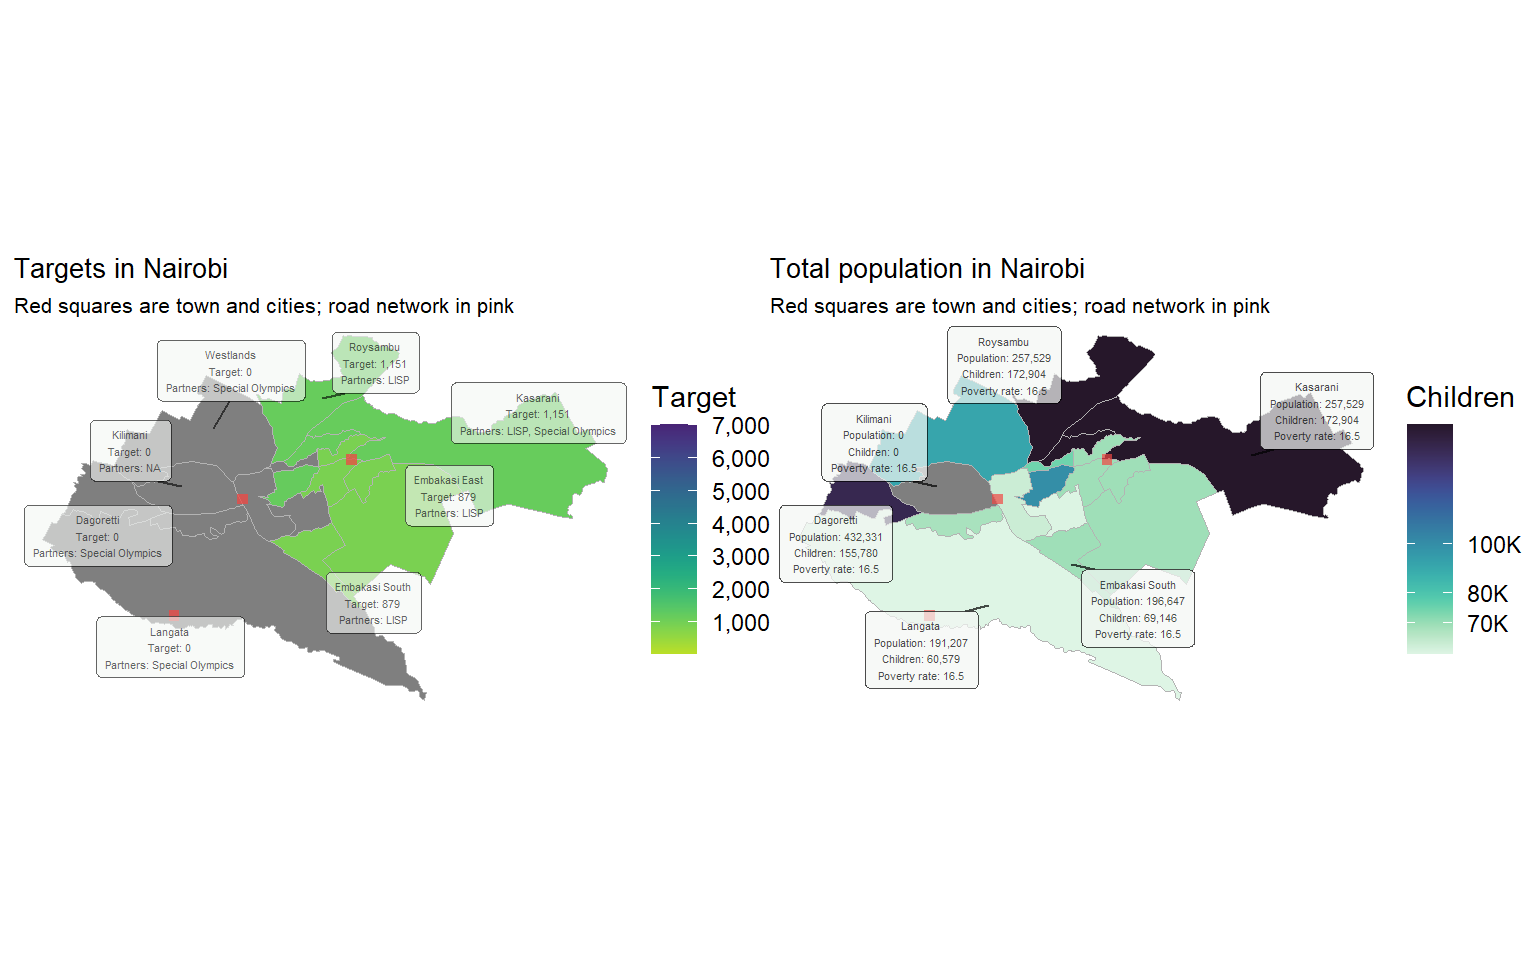 Targets in Nairobi
Red squares are town and cities; road network in pink
Westlands
Target: 0
Partners: Special Olympics
Roysambu
Target: 1,151
Partners: LISP
Kasarani
Target: 1,151
Partners: LISP, Special Olympics
Kilimani
Target: 0
Partners: NA
Embakasi East
Target: 879
Partners: LISP
Dagoretti
Target: 0
Partners: Special Olympics
Embakasi South
Target: 879
Partners: LISP
Langata
Target: 0
Partners: Special Olympics
Target
7,000
6,000
5,000
4,000
3,000
2,000
1,000
Total population in Nairobi
Red squares are town and cities; road network in pink
Roysambu
Population: 257,529
Children: 172,904
Poverty rate: 16.5
Kasarani
Population: 257,529
Children: 172,904
Poverty rate: 16.5
Kilimani
Population: 0
Children: 0
Poverty rate: 16.5
Dagoretti
Population: 432,331
Children: 155,780
Poverty rate: 16.5
Embakasi South
Population: 196,647
Children: 69,146
Poverty rate: 16.5
Langata
Population: 191,207
Children: 60,579
Poverty rate: 16.5
Children
100K
80K
70K